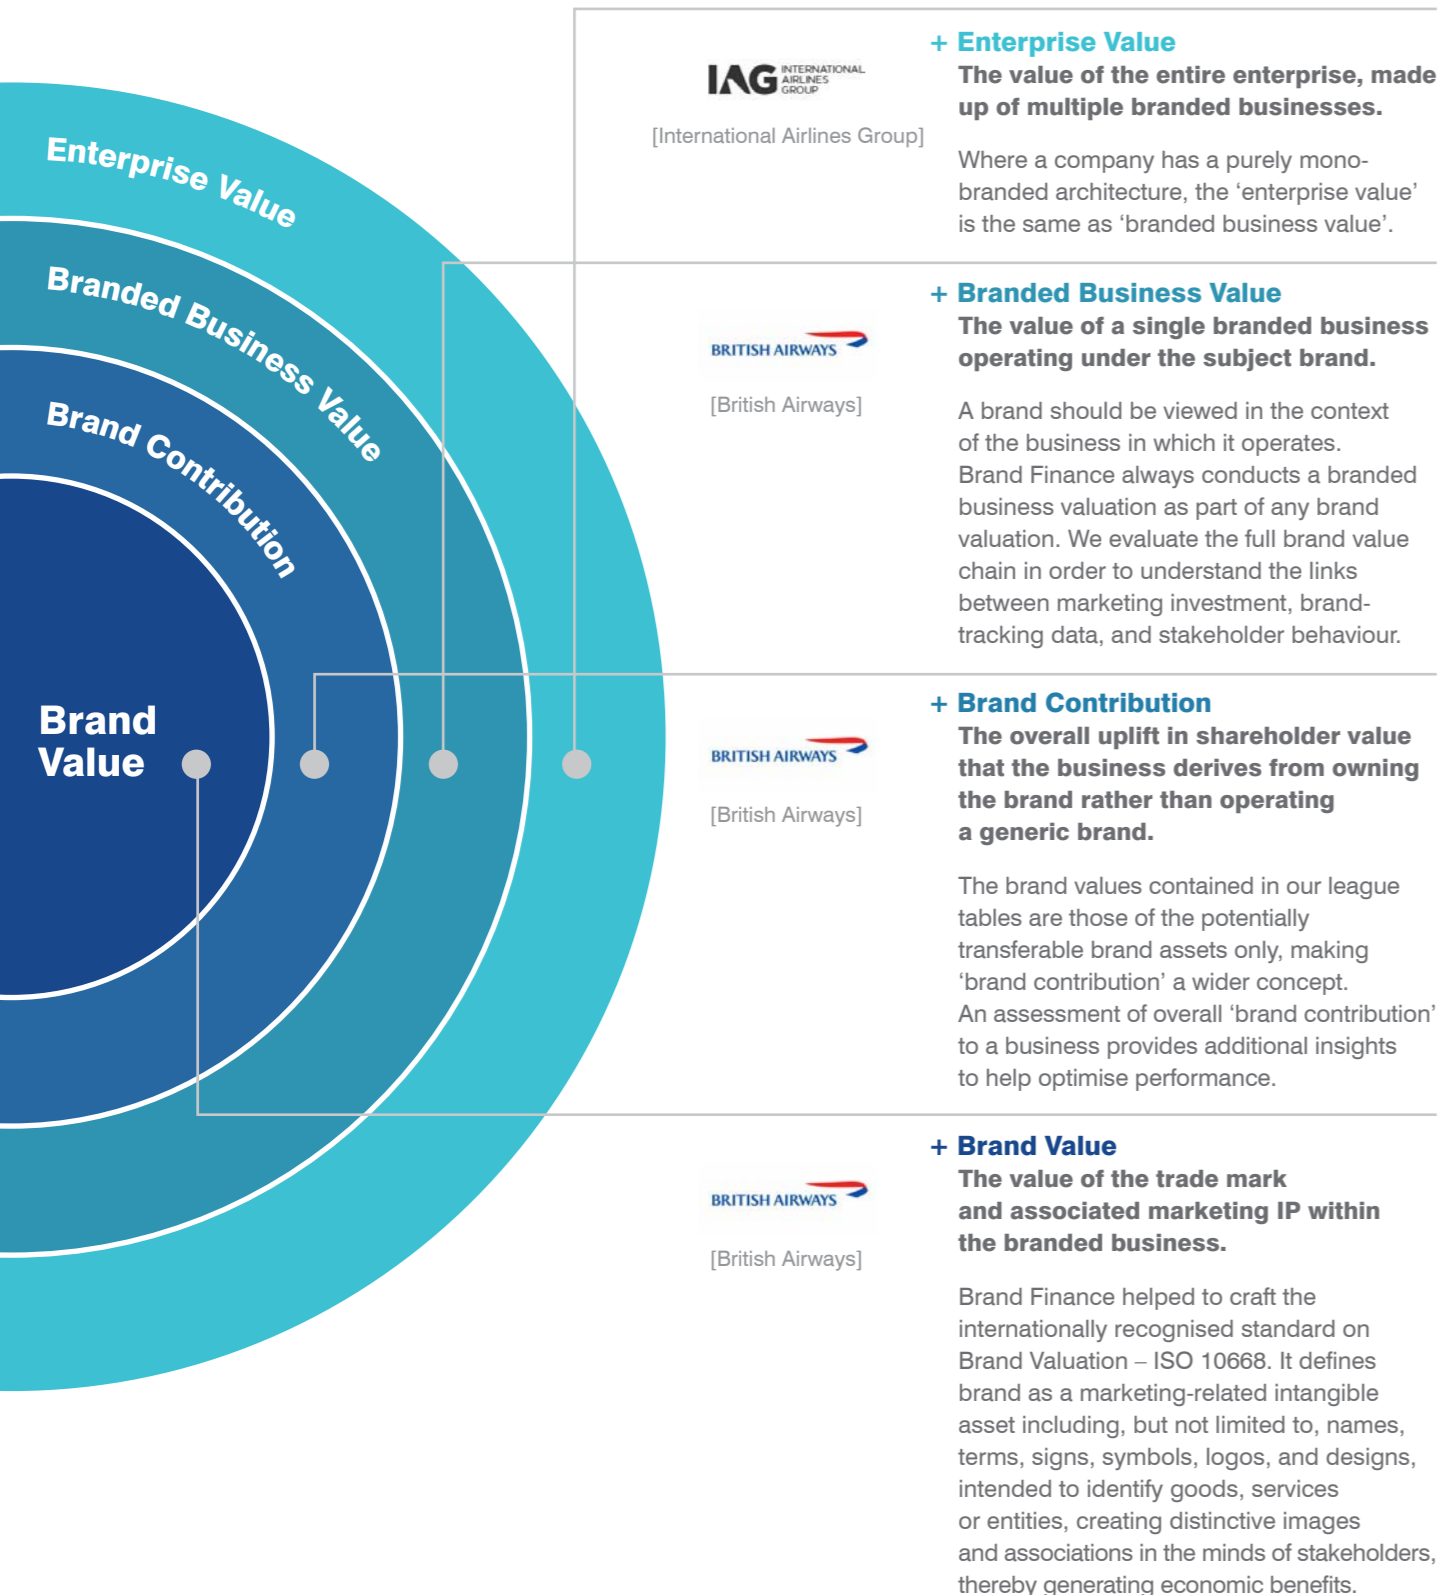 Enterprise Value
Branded Business Value
Brand Contribution
Brand
Value
IAG INTERNATIONAL
AIRLINES
GROUP
[International Airlines Group]
+ Enterprise Value
The value of the entire enterprise, made
up of multiple branded businesses.
Where a company has a purely mono-
branded architecture, the ‘enterprise value’
is the same as ‘branded business value’.
BRITISH AIRWAYS
[British Airways]
+ Branded Business Value
The value of a single branded business
operating under the subject brand.
A brand should be viewed in the context
of the business in which it operates.
Brand Finance always conducts a branded
business valuation as part of any brand
valuation. We evaluate the full brand value
chain in order to understand the links
between marketing investment, brand-
tracking data, and stakeholder behaviour.
BRITISH AIRWAYS
[British Airways]
+ Brand Contribution
The overall uplift in shareholder value
that the business derives from owning
the brand rather than operating
a generic brand.
The brand values contained in our league
tables are those of the potentially
transferable brand assets only, making
‘brand contribution’ a wider concept.
An assessment of overall ‘brand contribution’
to a business provides additional insights
to help optimise performance.
BRITISH AIRWAYS
[British Airways]
+ Brand Value
The value of the trade mark
and associated marketing IP within
the branded business.
Brand Finance helped to craft the
internationally recognised standard on
Brand Valuation – ISO 10668. It defines
brand as a marketing-related intangible
asset including, but not limited to, names,
terms, signs, symbols, logos, and designs,
intended to identify goods, services
or entities, creating distinctive images
and associations in the minds of stakeholders,
thereby generating economic benefits.